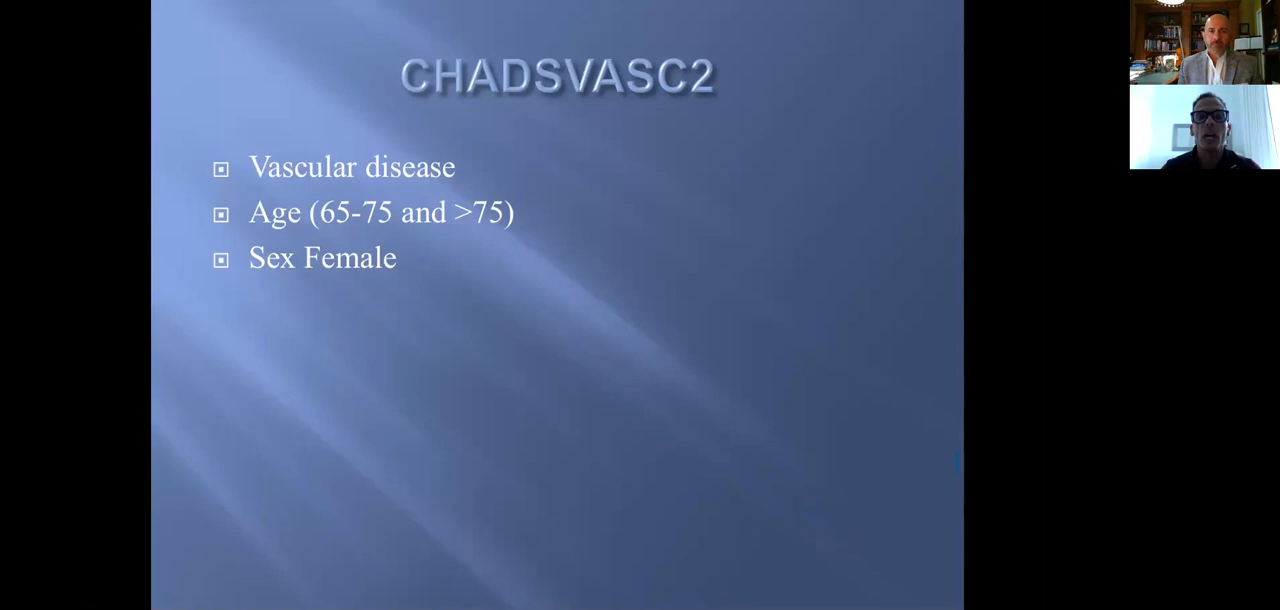 CHADSVASC2
Vascular disease
Age (65-75 and >75)
Sex Female